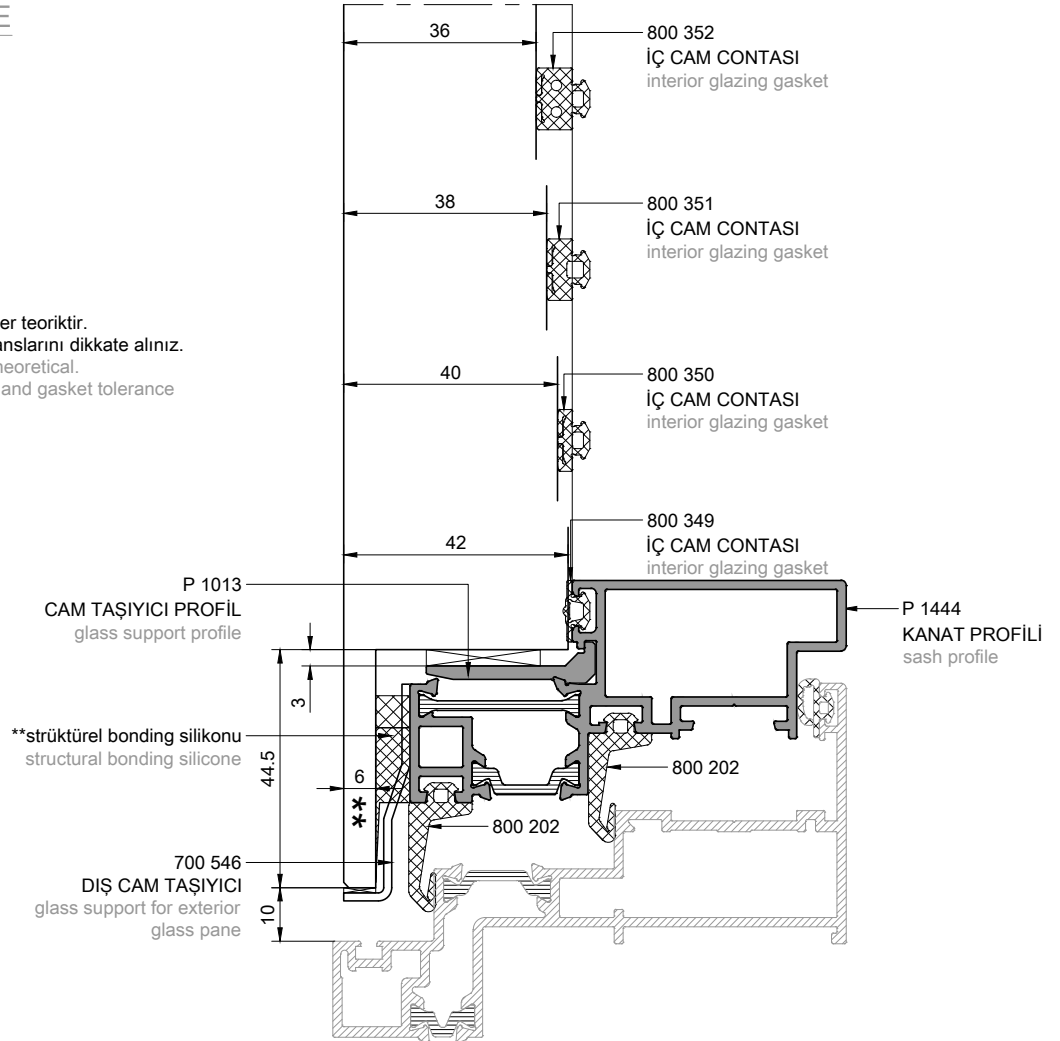 36
800 352
İÇ CAM CONTASI
interior glazing gasket
38
800 351
İÇ CAM CONTASI
interior glazing gasket
er teoriktir.
anslarını dikkate alınız.
heoretical.
and gasket tolerance
40
800 350
İÇ CAM CONTASI
interior glazing gasket
42
800 349
İÇ CAM CONTASI
interior glazing gasket
P 1013
CAM TAŞIYICI PROFİL
glass support profile
P 1444
KANAT PROFİLİ
sash profile
3
**strüktürel bonding silikonu
structural bonding silicone
44.5
6
**
800 202
800 202
700 546
DIŞ CAM TAŞIYICI
glass support for exterior
glass pane
10